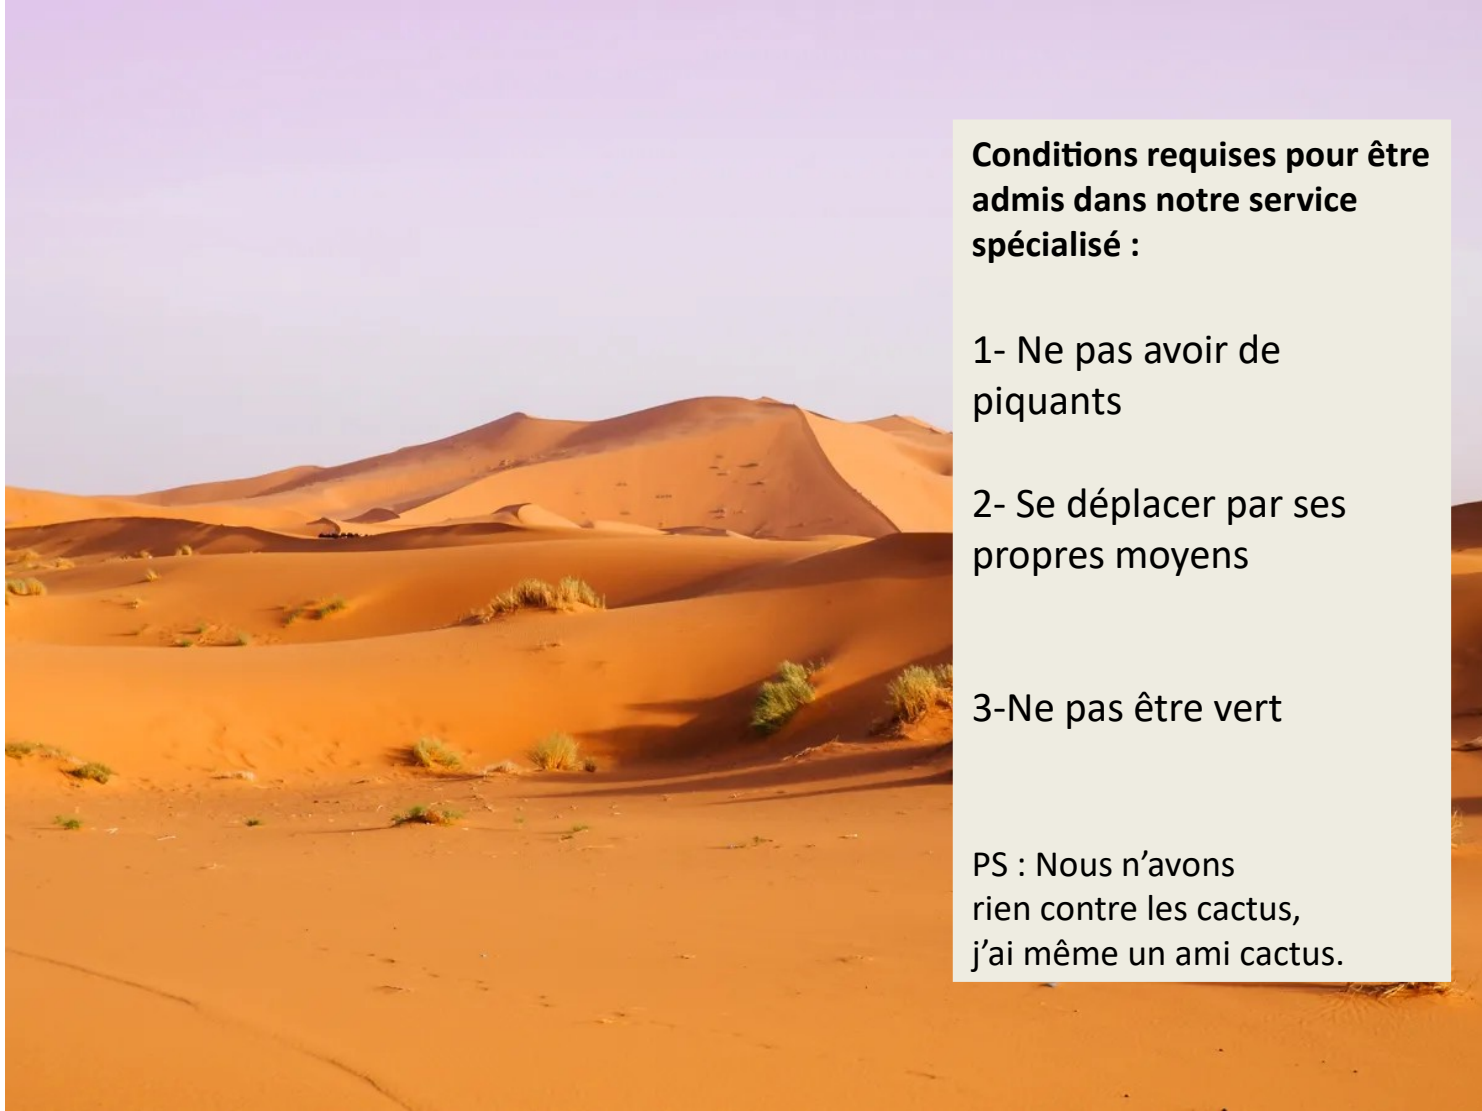 Conditions requises pour être
admis dans notre service
spécialisé :
1- Ne pas avoir de
piquants
2- Se déplacer par ses
propres moyens
3-Ne pas être vert
PS : Nous n’avons
rien contre les cactus,
j’ai même un ami cactus.